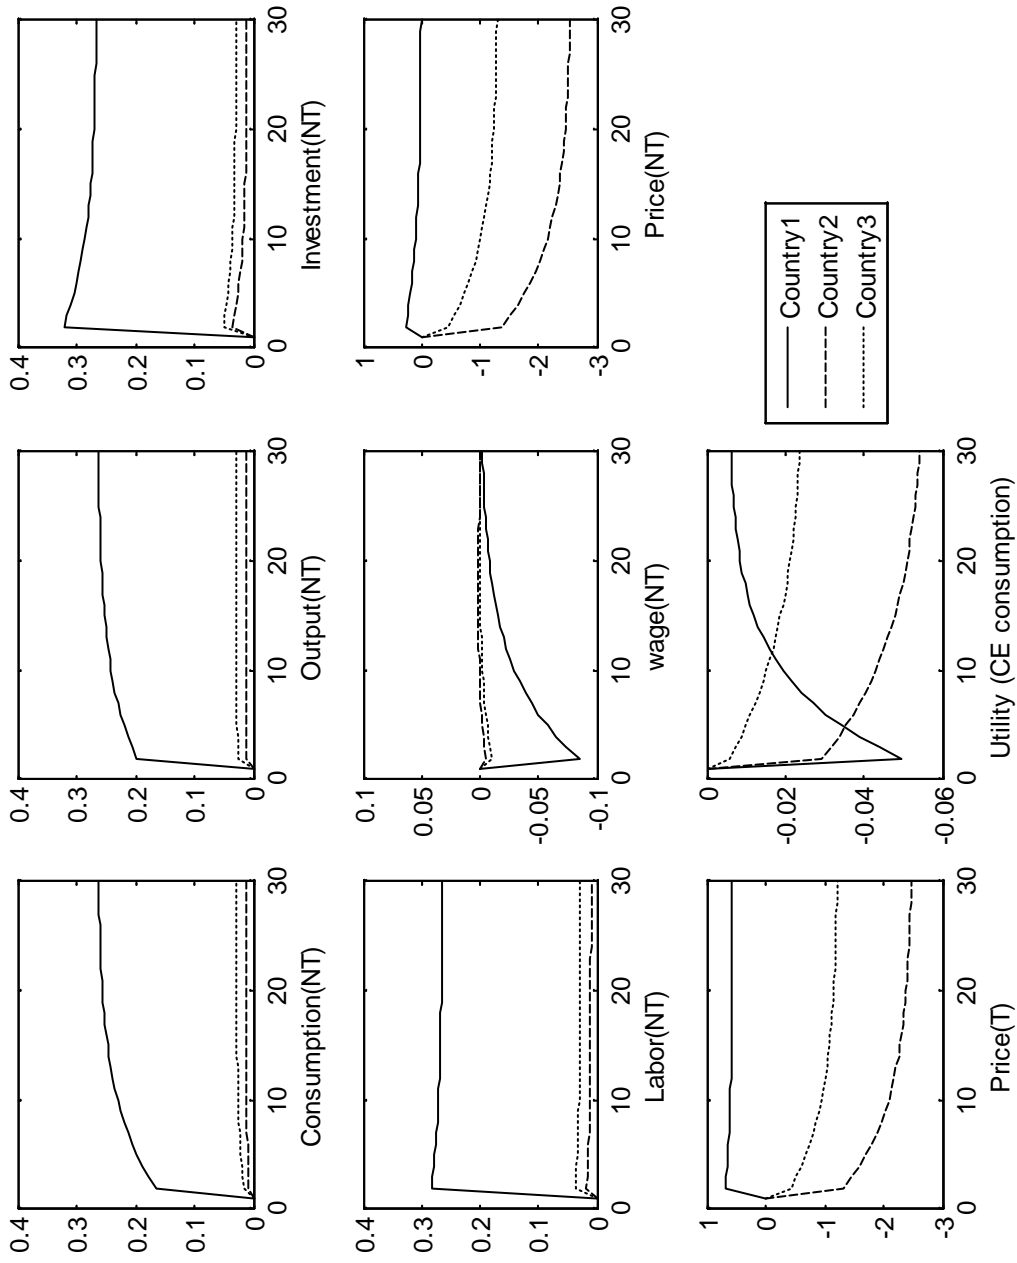 0.4
0.3
0.2
0.1
0
0 10 20 30
Consumption(NT)
0.4
0.3
0.2
0.1
0
0 10 20 30
Output(NT)
0.4
0.3
0.2
0.1
0
0 10 20 30
Investment(NT)
0.4
0.3
0.2
0.1
0
0 10 20 30
Labor(NT)
0.1
0.05
0
-0.05
-0.1
0 10 20 30
wage(NT)
1
0
-1
-2
-3
0 10 20 30
Price(NT)
1
0
-1
-2
-3
0 10 20 30
Price(T)
0
-0.02
-0.04
-0.06
0 10 20 30
Utility (CE consumption)
Country1
Country2
Country3